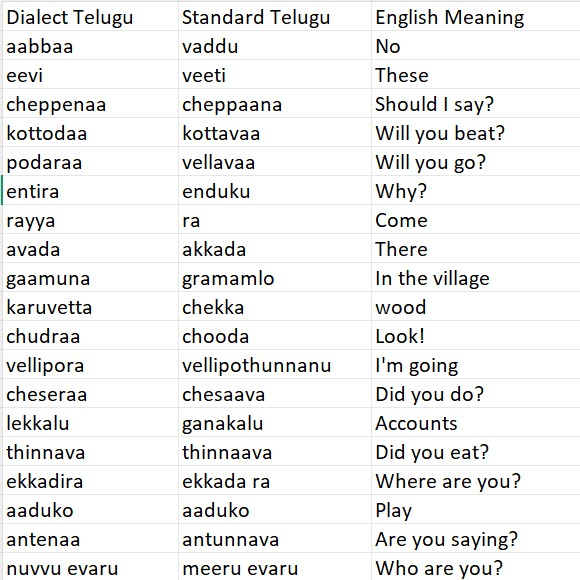 Dialect Telugu Standard Telugu English Meaning
aabbaa vaddu No
eevi veeti These
cheppenaa cheppaana Should I say?
kottodaa kottavaa Will you beat?
podaraa vellavaa Will you go?
entira enduku Why?
rayya ra Come
avada akkada There
gaamuna gramamlo In the village
karuvetta chekka wood
chudraa chooda Look!
vellipora vellipothunnanu I'm going
cheseraa chesaava Did you do?
lekkalu ganakalu Accounts
thinnava thinnaava Did you eat?
ekkadira ekkada ra Where are you?
aaduko aaduko Play
antenaa antunnava Are you saying?
nuvvu evaru meeru evaru Who are you?